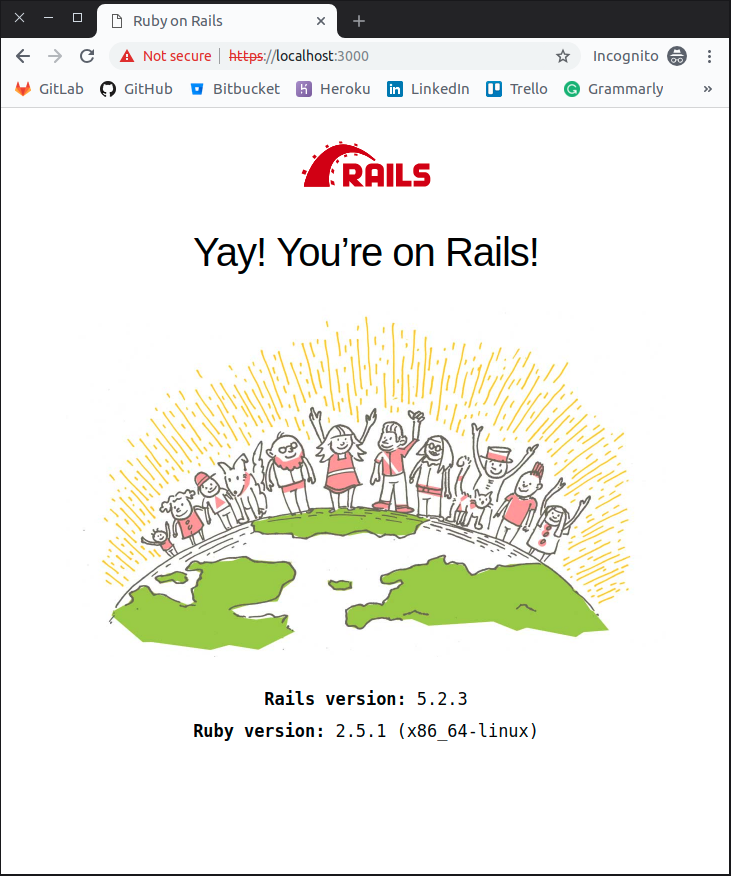 Ruby on Rails
Not secure | https://localhost:3000 Incognito
GitLab GitHub Bitbucket Heroku LinkedIn Trello Grammarly »
RAILS
Yay! You’re on Rails!
Rails version: 5.2.3
Ruby version: 2.5.1 (x86_64-linux)